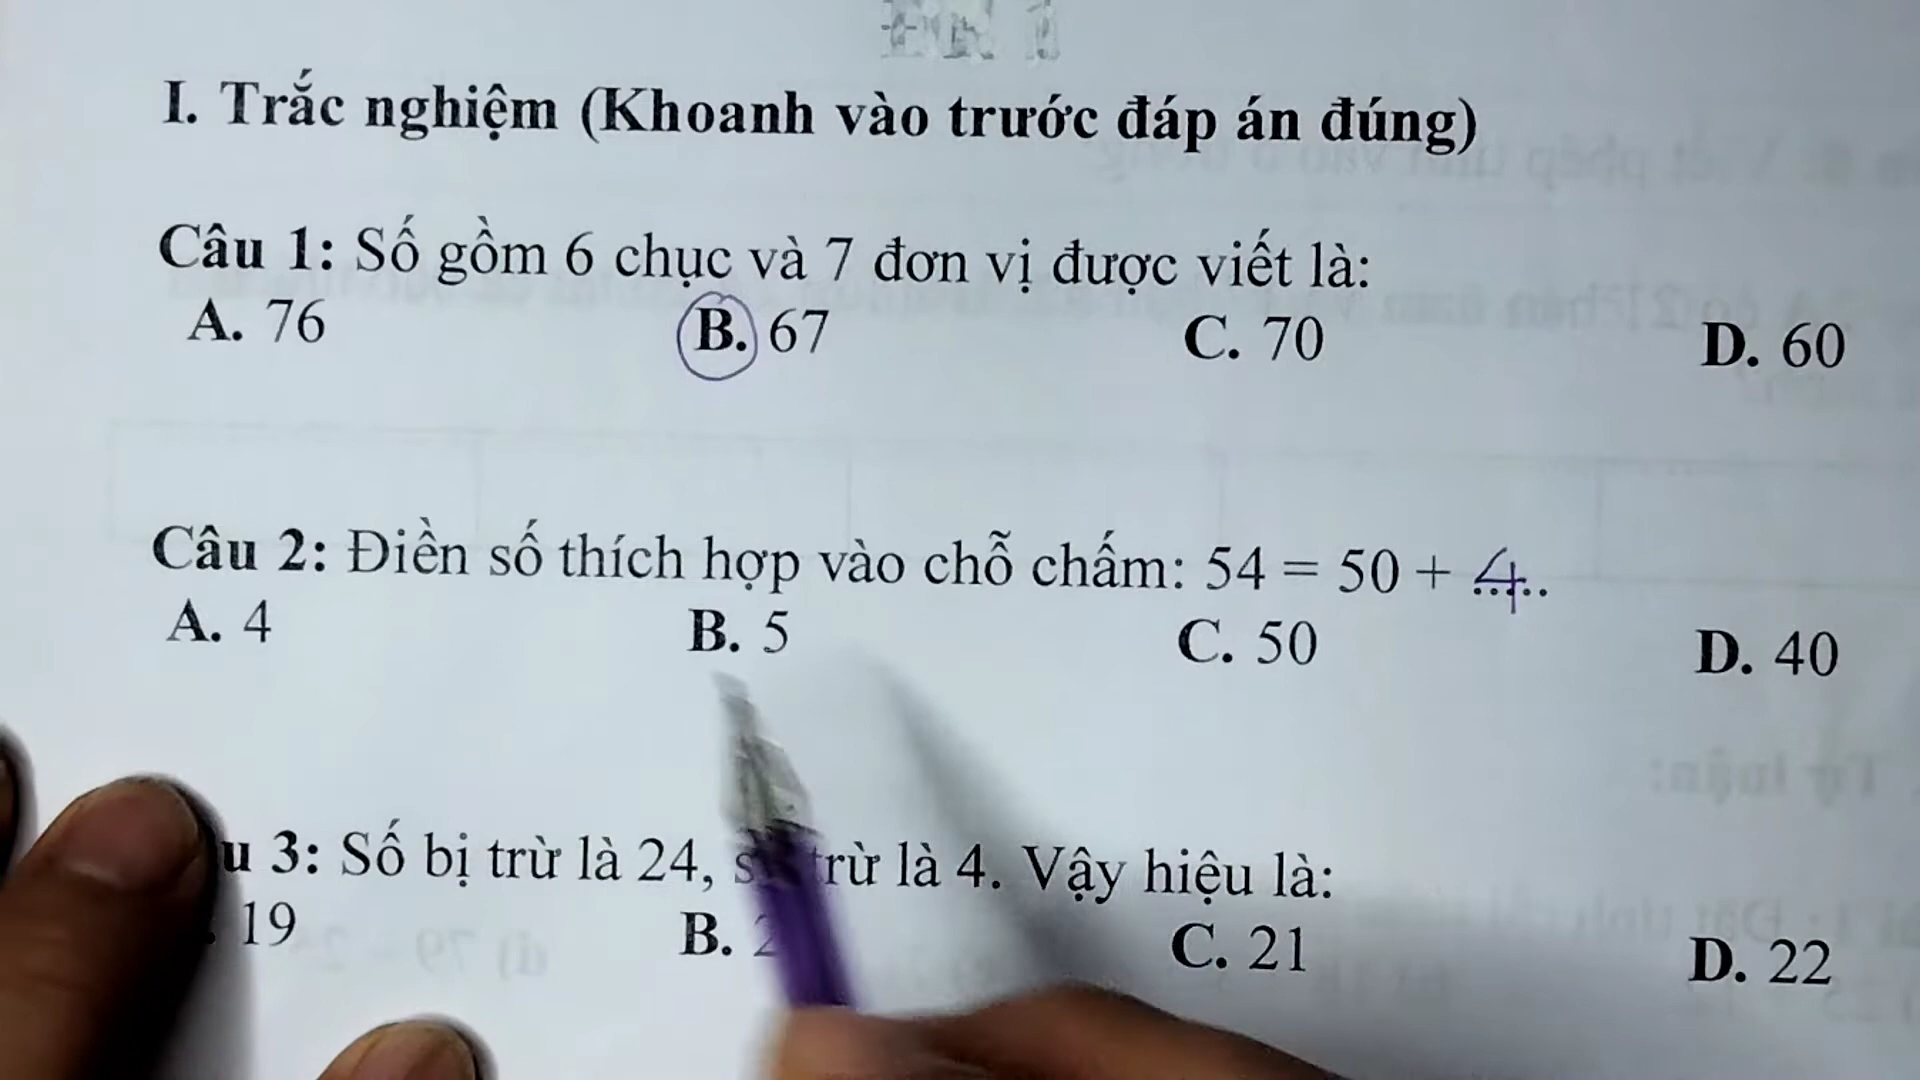 I. Trắc nghiệm (Khoanh vào trước đáp án đúng)
Câu 1: Số gồm 6 chục và 7 đơn vị được viết là:
A. 76 B. 67 C. 70 D. 60
Câu 2: Điền số thích hợp vào chỗ chấm: 54 = 50 + 4...
A. 4 B. 5 C. 50 D. 40
u 3: Số bị trừ là 24, trừ là 4. Vậy hiệu là:
19 B. C. 21 D. 22